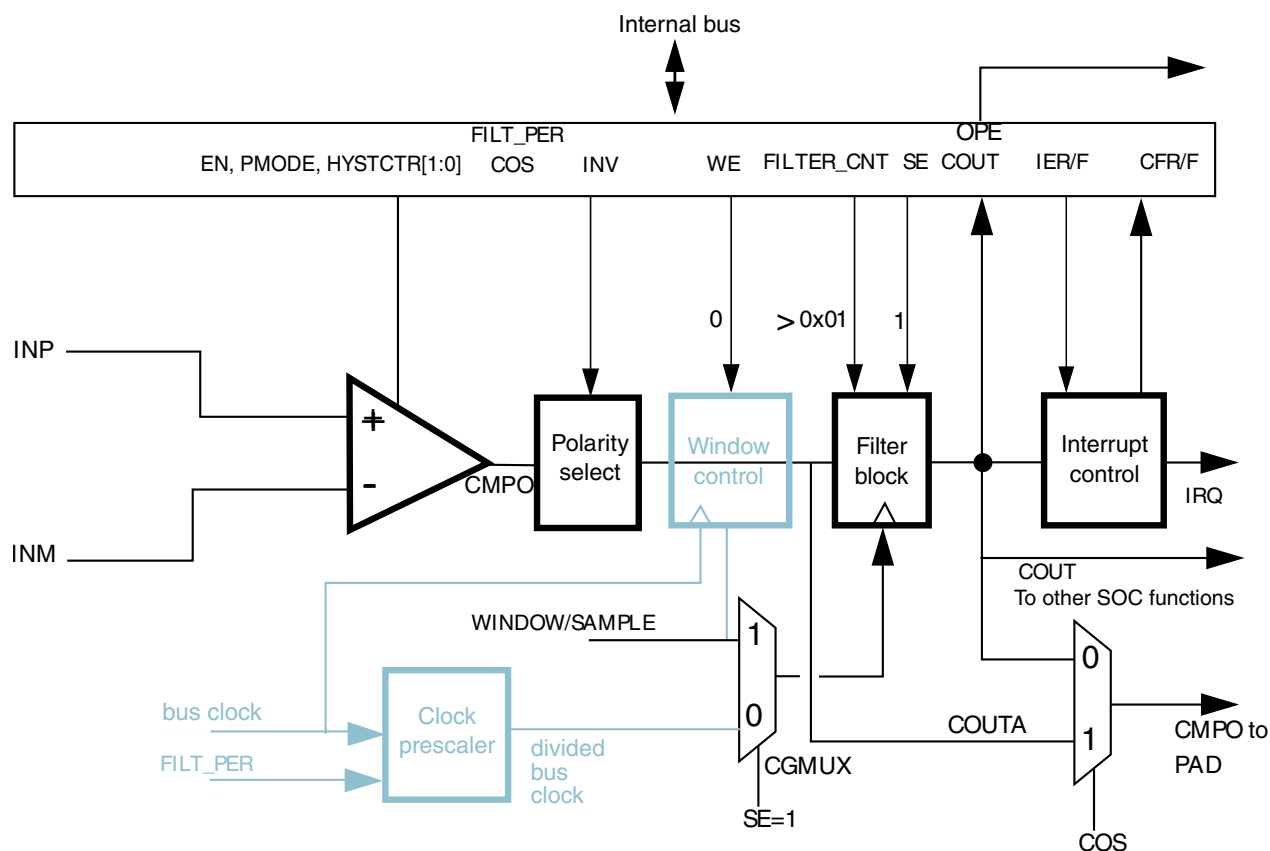 Internal bus
OPE
FILT_PER
EN, PMODE, HYSTCTR[1:0] COS INV WE FILTER_CNT SE COUT IER/F CFR/F
0 > 0x01 1
INP
+
-
CMPO
Polarity
select
Window
control
Filter
block
Interrupt
control
IRQ
INM
COUT
To other SOC functions
WINDOW/SAMPLE
1
0
0
1
bus clock
FILT_PER
Clock
prescaler
divided
bus
clock
CGMUX
SE=1
COUTA
CMPO to
PAD
COS